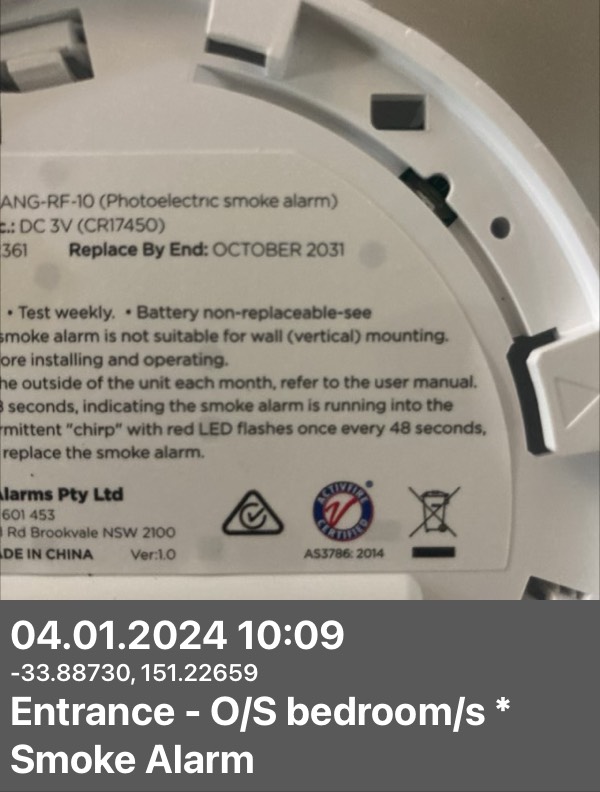 ANG-RF-10 (Photoelectric smoke alarm)
c.: DC 3V (CR17450)
361 Replace By End: OCTOBER 2031
• Test weekly. • Battery non-replaceable-see
smoke alarm is not suitable for wall (vertical) mounting.
ore installing and operating.
he outside of the unit each month, refer to the user manual.
8 seconds, indicating the smoke alarm is running into the
rmittent "chirp" with red LED flashes once every 48 seconds,
replace the smoke alarm.
larms Pty Ltd
601 453
Rd Brookvale NSW 2100
ADE IN CHINA Ver:1.0
ACTIVFIRE
CERTIFIED
AS3786: 2014
04.01.2024 10:09
-33.88730, 151.22659
Entrance - O/S bedroom/s *
Smoke Alarm